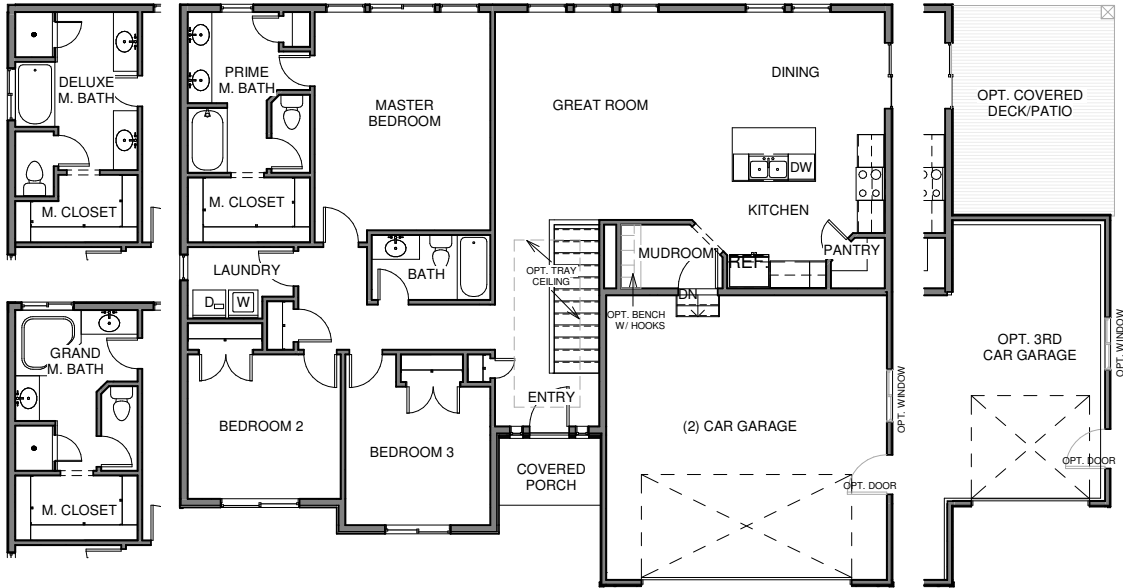 DELUXE
M. BATH
M. CLOSET
GRAND
M. BATH
M. CLOSET
PRIME
M. BATH
M. CLOSET
MASTER
BEDROOM
GREAT ROOM
DINING
DW
KITCHEN
PANTRY
REF.
MUDROOM
DN
OPT. BENCH
W/ HOOKS
OPT. TRAY
CEILING
LAUNDRY
D
W
BATH
ENTRY
BEDROOM 2
BEDROOM 3
COVERED
PORCH
(2) CAR GARAGE
OPT. WINDOW
OPT. DOOR
OPT. COVERED
DECK/PATIO
OPT. 3RD
CAR GARAGE
OPT. WINDOW
OPT. DOOR